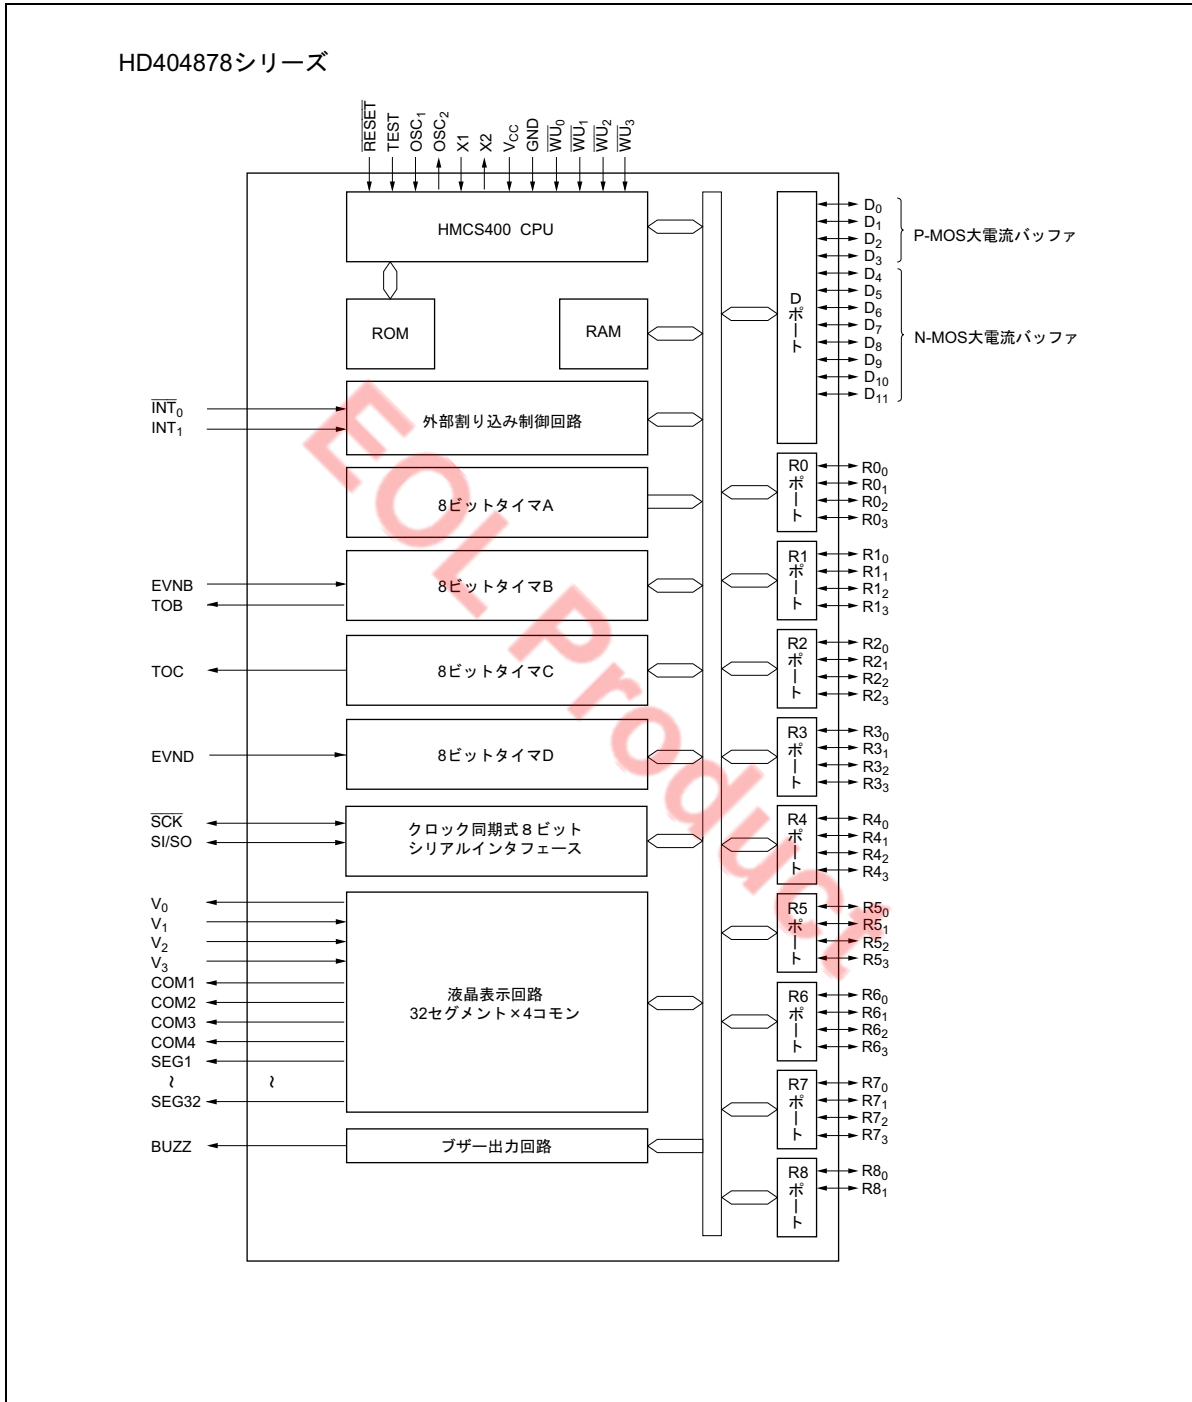 HD404878シリーズ
RESET
TEST
OSC1
OSC2
X1
X2
VCC
GND
WU0
WU1
WU2
WU3
HMCS400 CPU
ROM
RAM
INT0
INT1
外部割り込み制御回路
8ビットタイマA
EVNB
TOB
8ビットタイマB
TOC
8ビットタイマC
EVND
8ビットタイマD
SCK
SI/SO
クロック同期式8ビット
シリアルインタフェース
V0
V1
V2
V3
COM1
COM2
COM3
COM4
SEG1
~
SEG32
~
液晶表示回路
32セグメント×4コモン
BUZZ
ブザー出力回路
Dポート
D0
D1
D2
D3
P-MOS大電流バッファ
D4
D5
D6
D7
D8
D9
D10
D11
N-MOS大電流バッファ
R0ポート
R00
R01
R02
R03
R1ポート
R10
R11
R12
R13
R2ポート
R20
R21
R22
R23
R3ポート
R30
R31
R32
R33
R4ポート
R40
R41
R42
R43
R5ポート
R50
R51
R52
R53
R6ポート
R60
R61
R62
R63
R7ポート
R70
R71
R72
R73
R8ポート
R80
R81
EOL Product